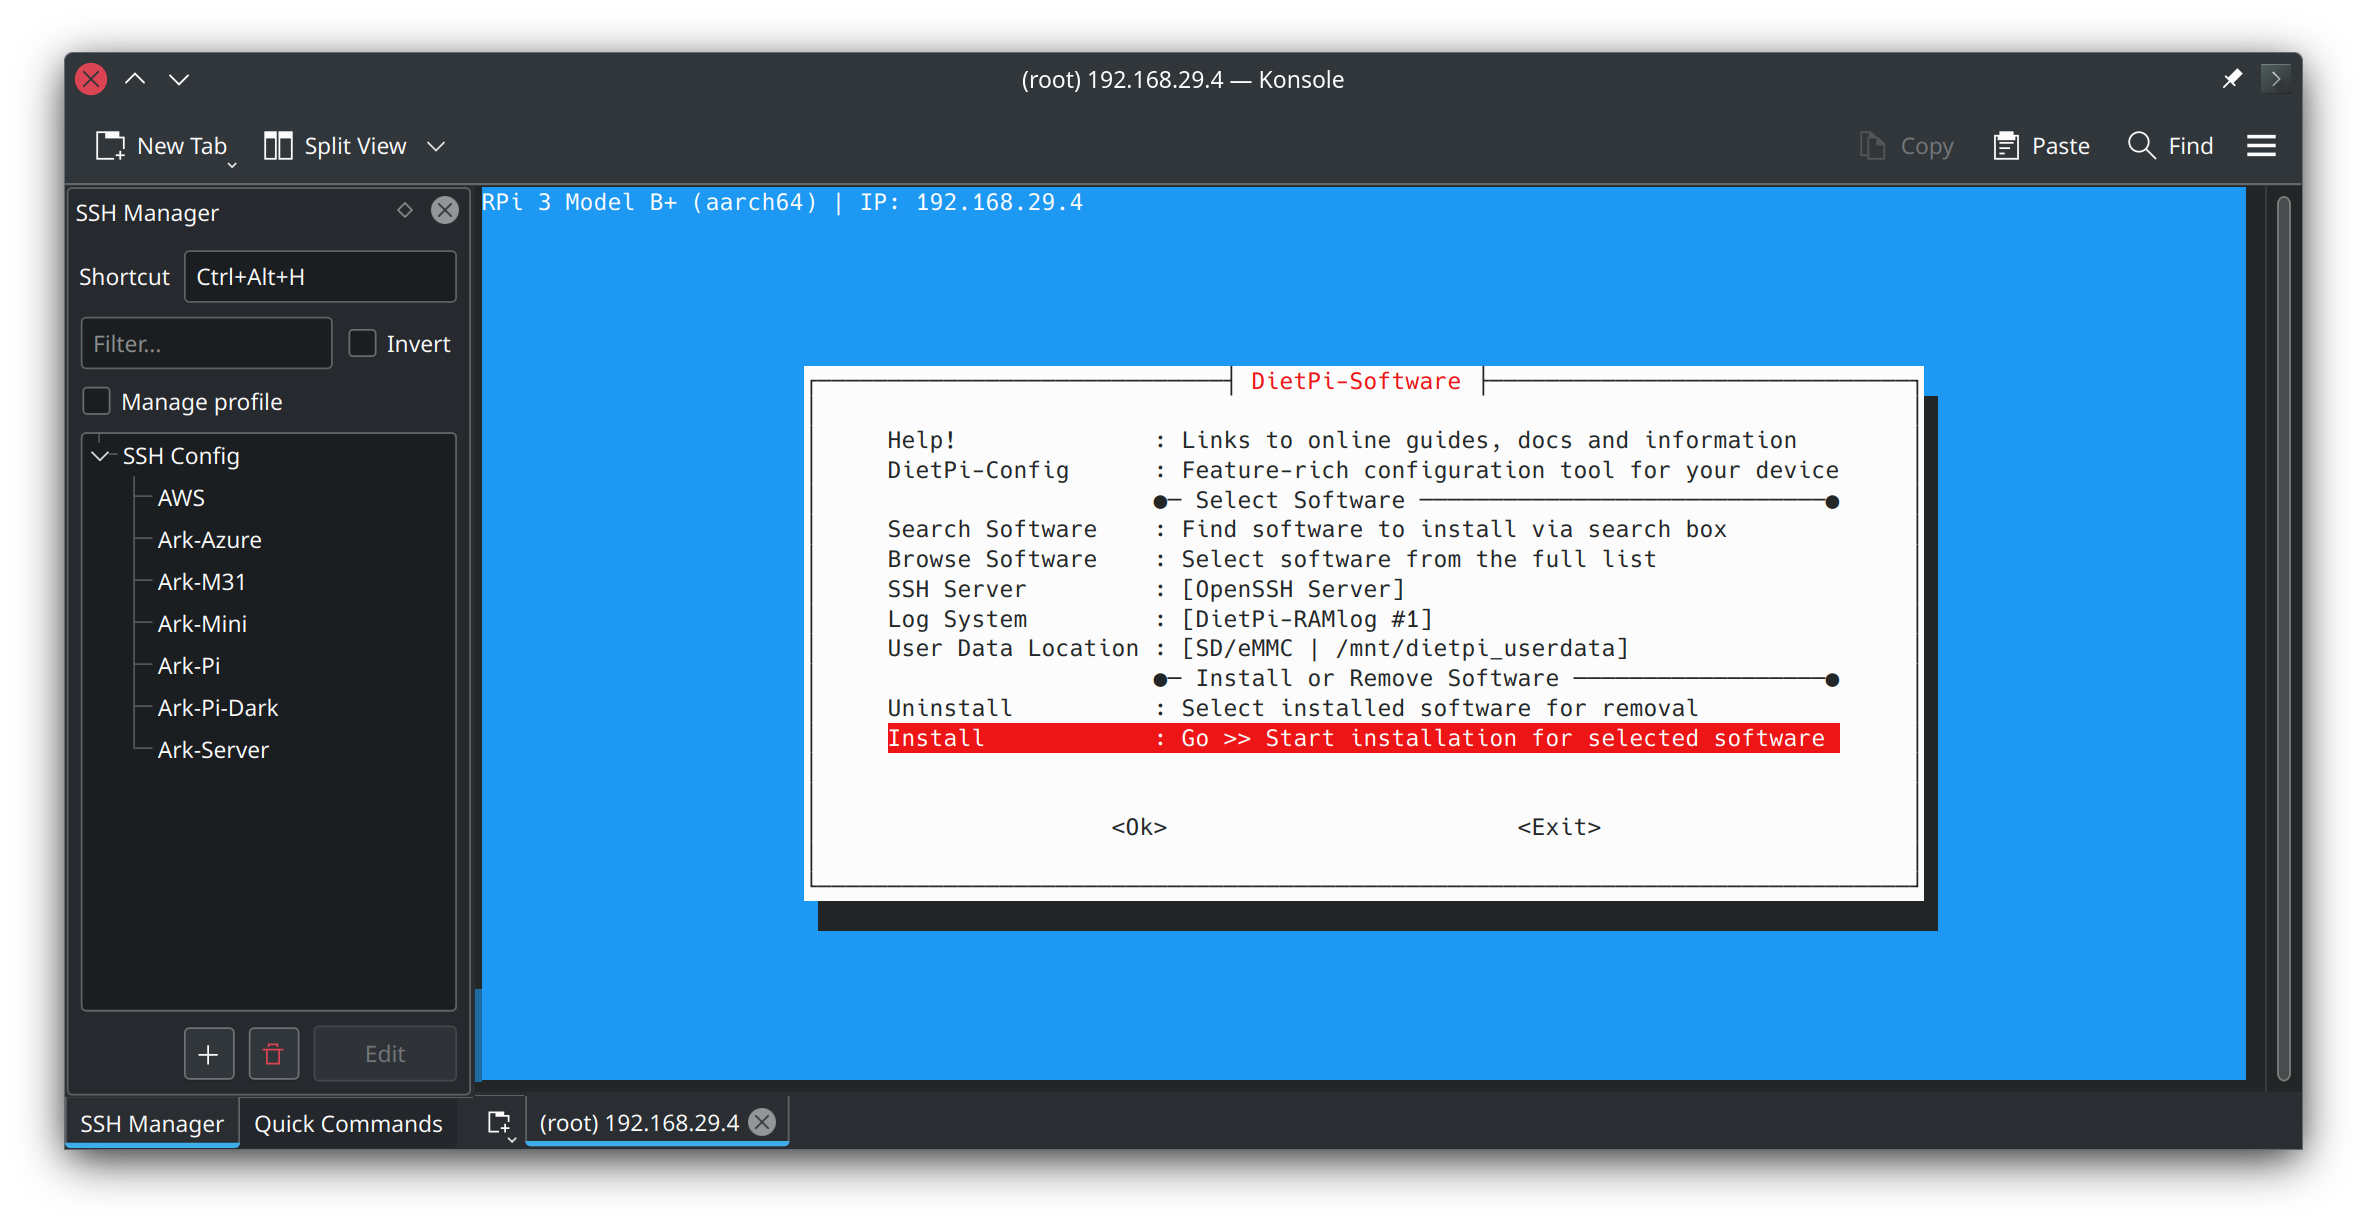 (root) 192.168.29.4 — Konsole
New Tab
Split View
Copy
Paste
Find
SSH Manager
Shortcut
Ctrl+Alt+H
Filter...
Invert
Manage profile
SSH Config
AWS
Ark-Azure
Ark-M31
Ark-Mini
Ark-Pi
Ark-Pi-Dark
Ark-Server
Edit
SSH Manager
Quick Commands
RPi 3 Model B+ (aarch64) | IP: 192.168.29.4
DietPi-Software
Help! : Links to online guides, docs and information
DietPi-Config : Feature-rich configuration tool for your device
●─ Select Software ─────────────────────────────●
Search Software : Find software to install via search box
Browse Software : Select software from the full list
SSH Server : [OpenSSH Server]
Log System : [DietPi-RAMlog #1]
User Data Location : [SD/eMMC | /mnt/dietpi_userdata]
●─ Install or Remove Software ──────────────────●
Uninstall : Select installed software for removal
Install : Go >> Start installation for selected software
<Ok> <Exit>
(root) 192.168.29.4